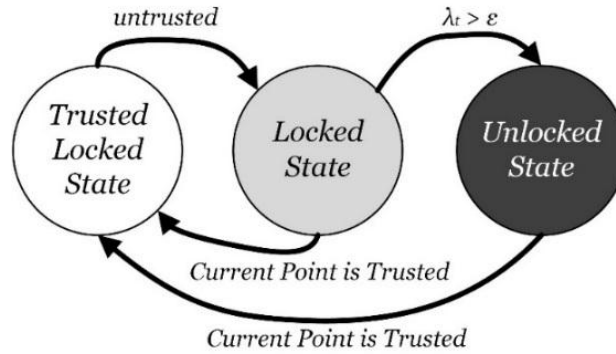 untrusted
λt > ε
Trusted
Locked
State
Locked
State
Unlocked
State
Current Point is Trusted
Current Point is Trusted